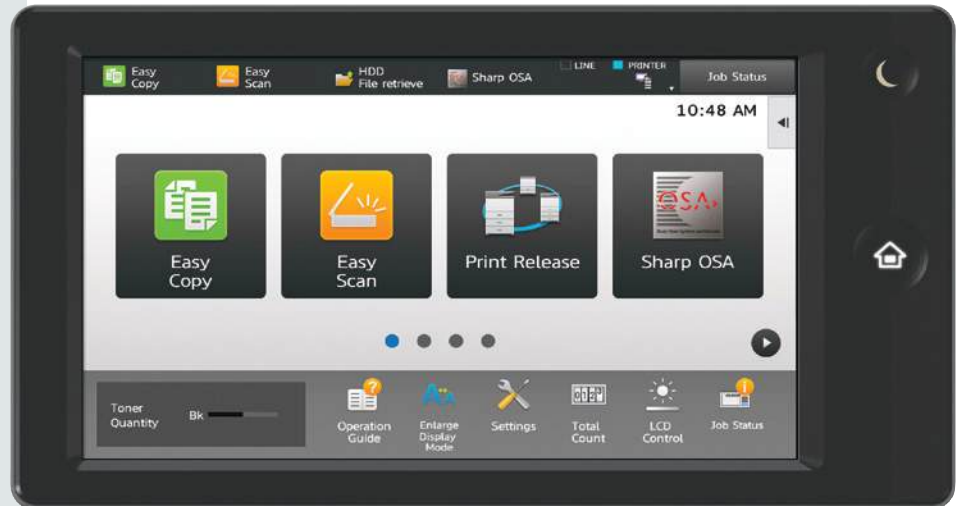 Easy
Copy
Easy
Scan
HDD
File retrieve
Sharp OSA
LINE
PRINTER
Job Status
10:48 AM
Easy
Copy
Easy
Scan
Print Release
OSA
Sharp OSA
Toner
Quantity
Bk
Operation
Guide
Enlarge
Display
Mode
Settings
Total
Count
LCD
Control
Job Status